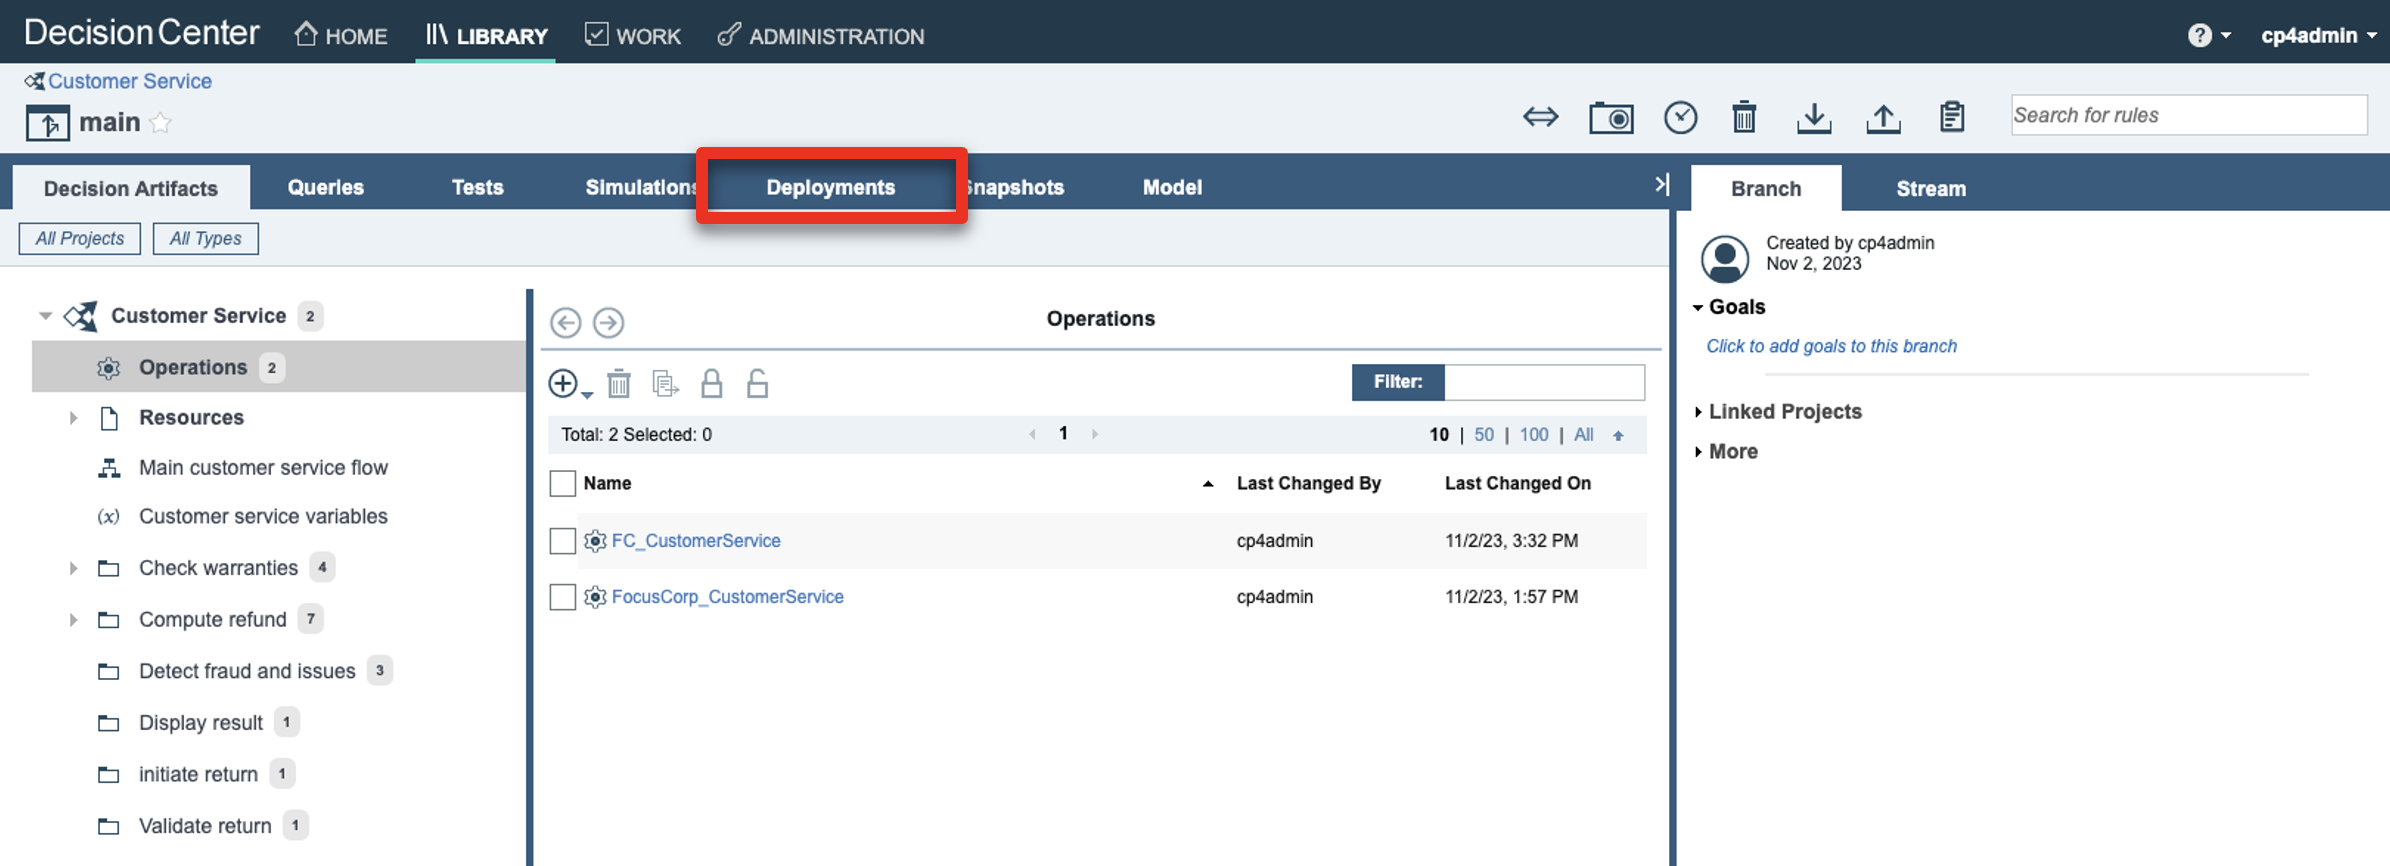 Decision Center HOME LIBRARY WORK ADMINISTRATION ? cp4admin
Customer Service
main
Search for rules
Decision Artifacts Queries Tests Simulations Deployments Snapshots Model
Branch Stream
All Projects All Types
Created by cp4admin
Nov 2, 2023
Goals
Click to add goals to this branch
Linked Projects
More
Customer Service 2
Operations 2
Resources
Main customer service flow
(x) Customer service variables
Check warranties 4
Compute refund 7
Detect fraud and issues 3
Display result 1
initiate return 1
Validate return 1
Operations
Filter:
Total: 2 Selected: 0 1 10 | 50 | 100 | All
Name Last Changed By Last Changed On
FC_CustomerService cp4admin 11/2/23, 3:32 PM
FocusCorp_CustomerService cp4admin 11/2/23, 1:57 PM